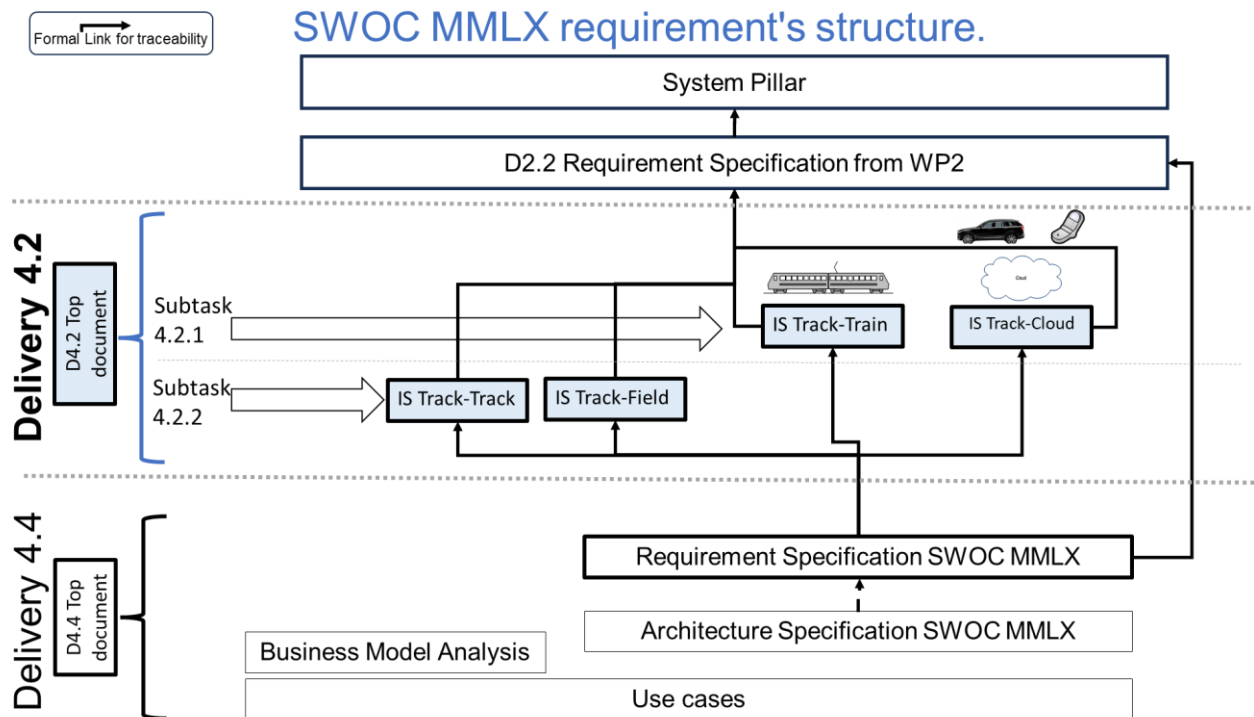 Formal Link for traceability
SWOC MMLX requirement's structure.
System Pillar
D2.2 Requirement Specification from WP2
Delivery 4.2
D4.2 Top
document
Subtask
4.2.1
Cloud
IS Track-Train
IS Track-Cloud
Subtask
4.2.2
IS Track-Track
IS Track-Field
Delivery 4.4
D4.4 Top
document
Requirement Specification SWOC MMLX
Architecture Specification SWOC MMLX
Business Model Analysis
Use cases